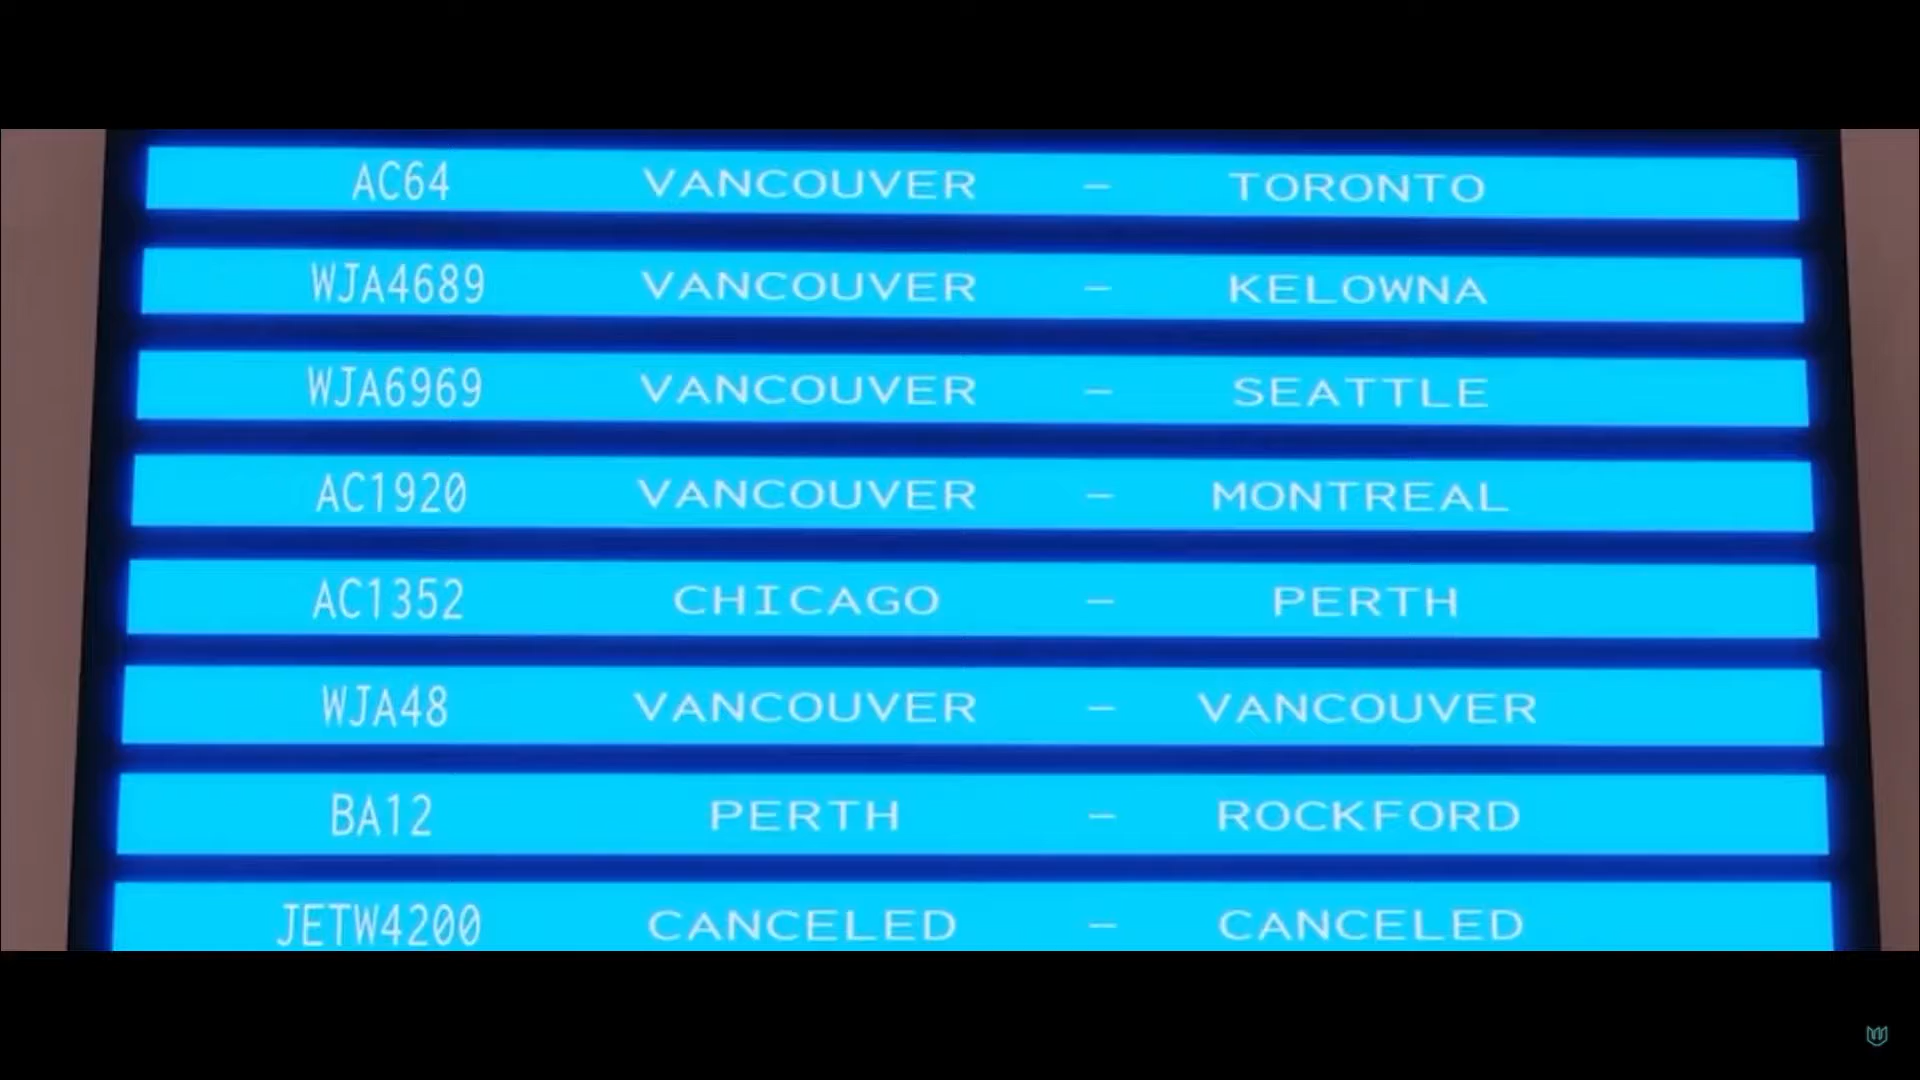 AC64 VANCOUVER – TORONTO
WJA4689 VANCOUVER – KELOWNA
WJA6969 VANCOUVER – SEATTLE
AC1920 VANCOUVER – MONTREAL
AC1352 CHICAGO – PERTH
WJA48 VANCOUVER – VANCOUVER
BA12 PERTH – ROCKFORD
JETW4200 CANCELED – CANCELED